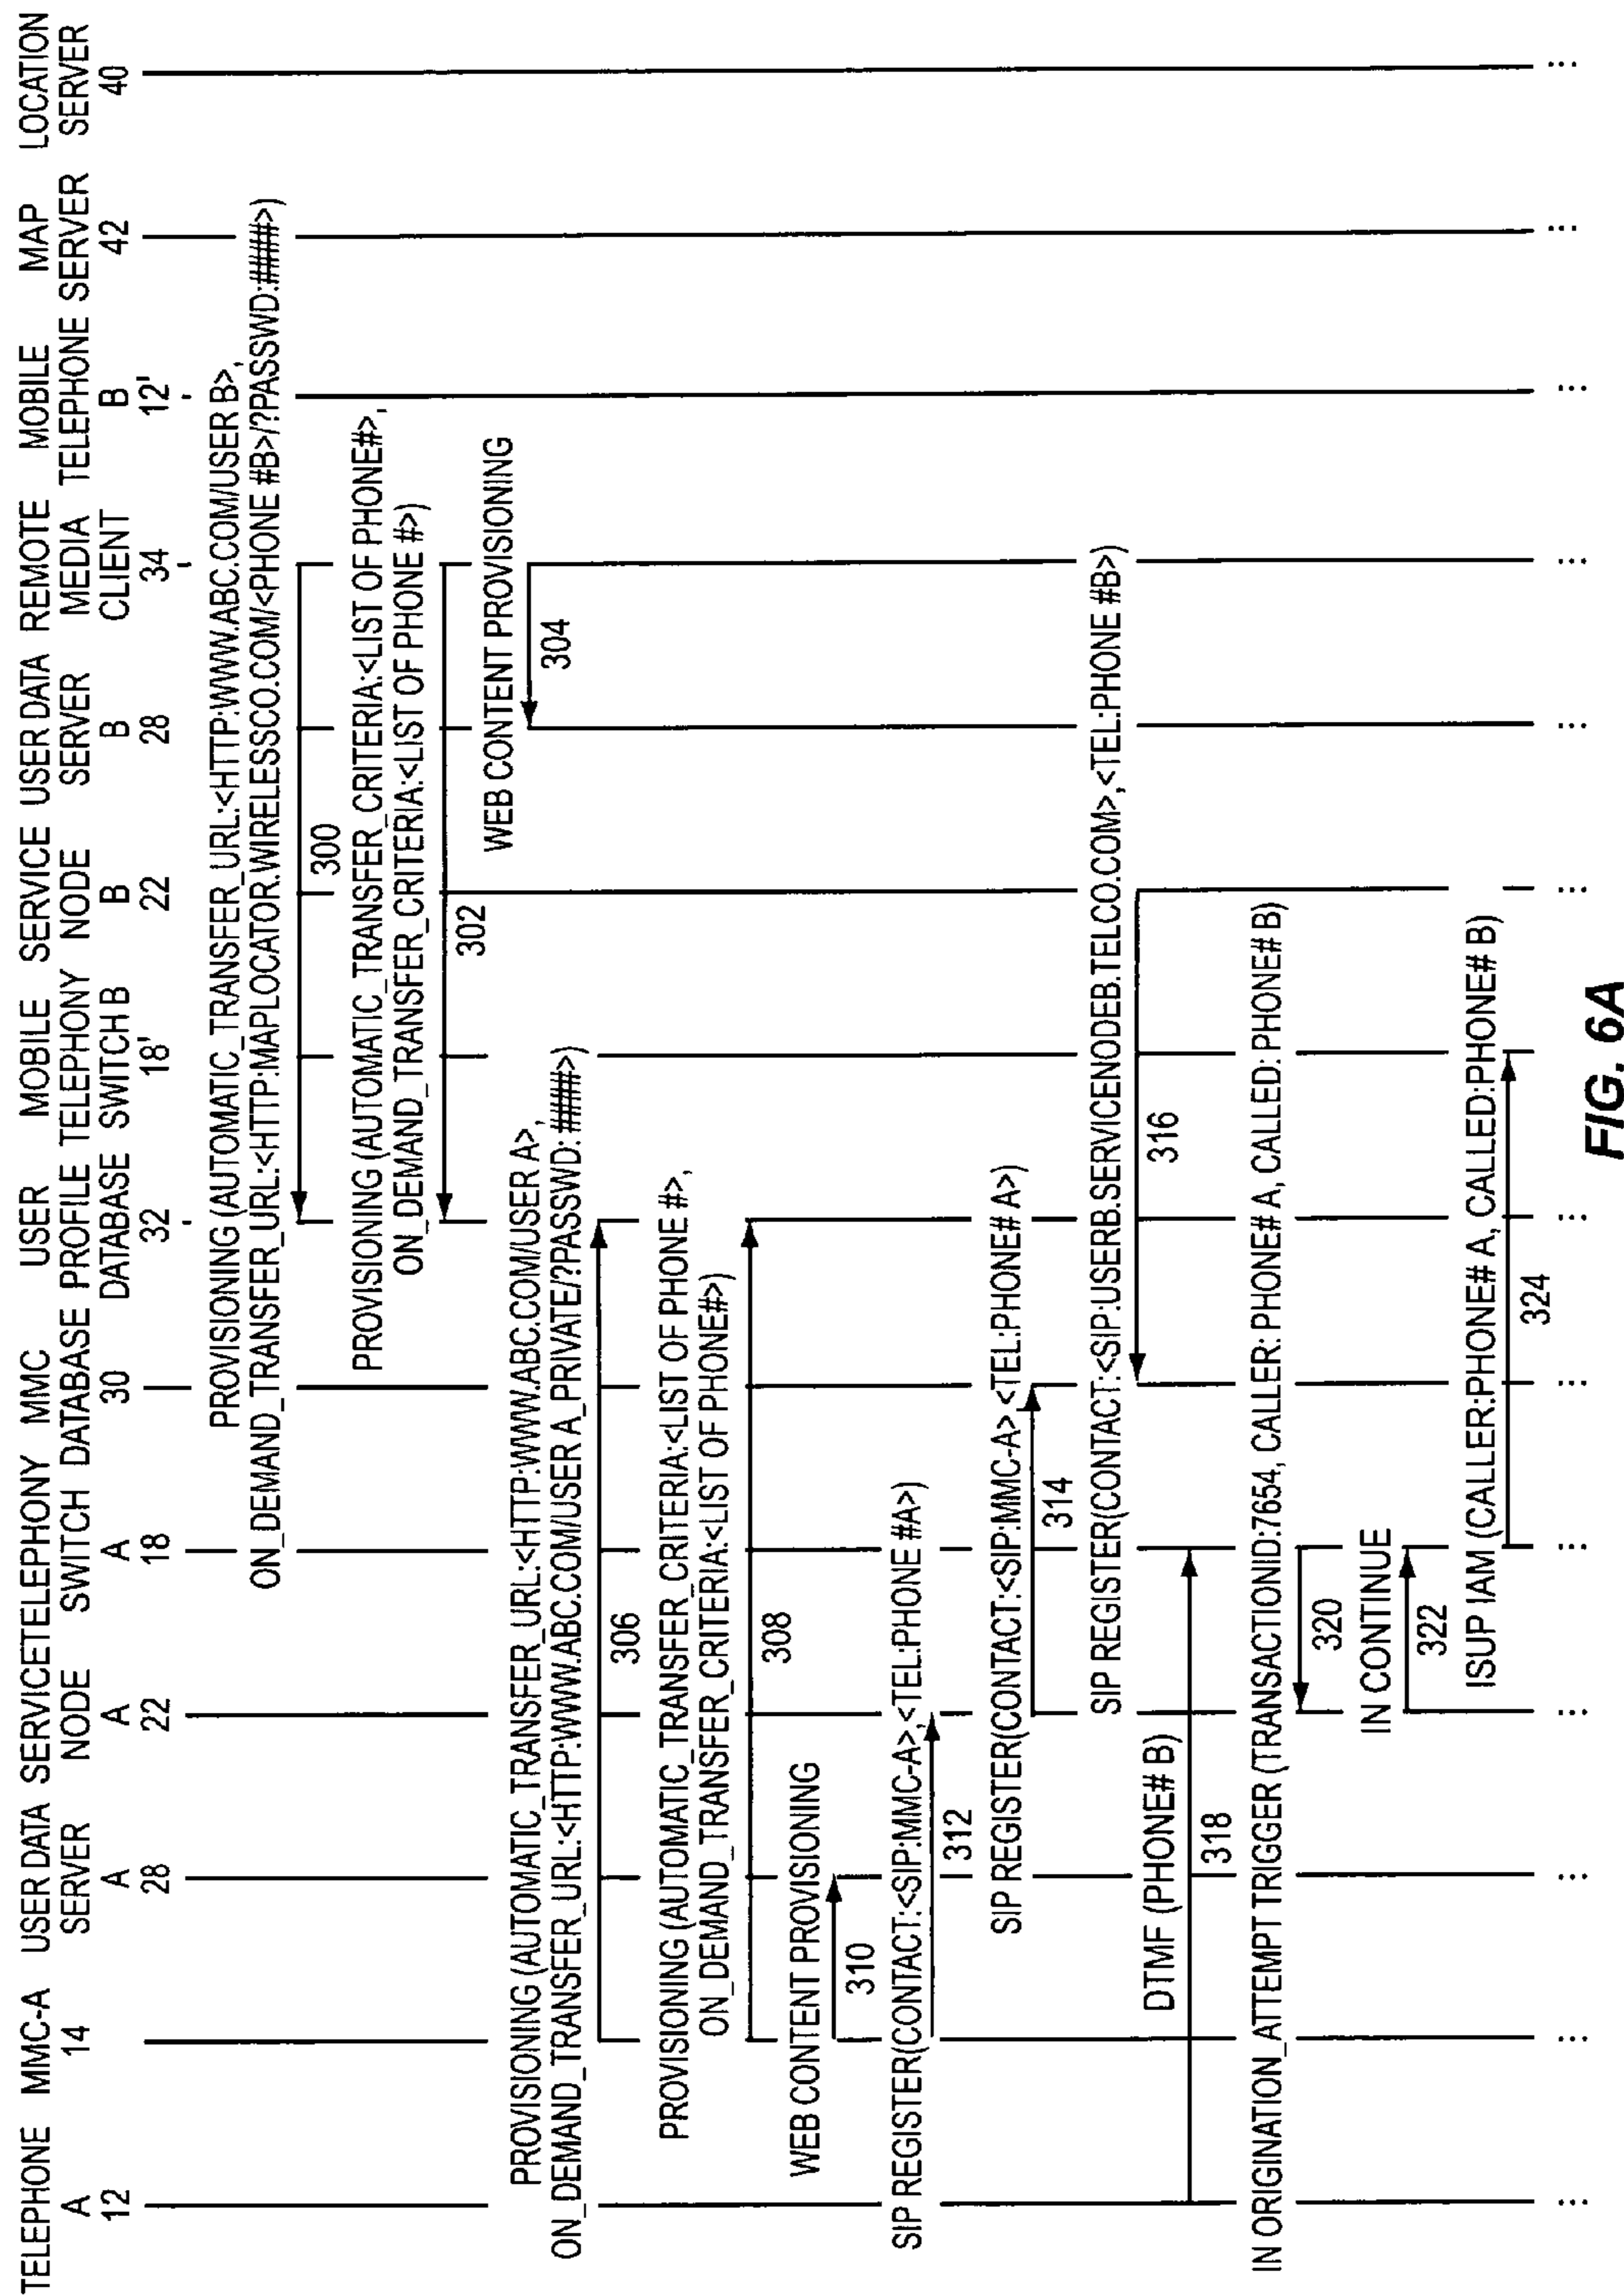 TELEPHONE
A
12
MMC-A
14
USER DATA
SERVER
A
28
SERVICE
NODE
A
22
TELEPHONY
SWITCH
A
18
MMC
DATABASE
30
USER
PROFILE
DATABASE
32
MOBILE
TELEPHONY
SWITCH B
18'
SERVICE
NODE
B
22
USER DATA
SERVER
B
28
REMOTE
MEDIA
CLIENT
34
MOBILE
TELEPHONE
B
12'
MAP
SERVER
42
LOCATION
SERVER
40
PROVISIONING (AUTOMATIC_TRANSFER_URL:<HTTP:WWW.ABC.COM/USER B>,
ON_DEMAND_TRANSFER_URL:<HTTP:MAPLOCATOR.WIRELESSCO.COM/<PHONE #B>/?PASSWD:####>)
300
PROVISIONING (AUTOMATIC_TRANSFER_CRITERIA:<LIST OF PHONE#>,
ON_DEMAND_TRANSFER_CRITERIA:<LIST OF PHONE #>)
302
WEB CONTENT PROVISIONING
304
PROVISIONING (AUTOMATIC_TRANSFER_URL:<HTTP:WWW.ABC.COM/USER A>,
ON_DEMAND_TRANSFER_URL:<HTTP:WWW.ABC.COM/USER A_PRIVATE/?PASSWD: ####>)
306
PROVISIONING (AUTOMATIC_TRANSFER_CRITERIA:<LIST OF PHONE #>,
ON_DEMAND_TRANSFER_CRITERIA:<LIST OF PHONE#>)
308
WEB CONTENT PROVISIONING
310
SIP REGISTER(CONTACT:<SIP:MMC-A>,<TEL:PHONE #A>)
312
SIP REGISTER(CONTACT:<SIP:MMC-A> <TEL:PHONE# A>)
314
SIP REGISTER(CONTACT:<SIP:USERB.SERVICENODEB.TELCO.COM>,<TEL:PHONE #B>)
316
DTMF (PHONE# B)
318
IN ORIGINATION_ATTEMPT TRIGGER (TRANSACTIONID:7654, CALLER: PHONE# A, CALLED: PHONE# B)
320
IN CONTINUE
322
ISUP IAM (CALLER:PHONE# A, CALLED:PHONE# B)
324
FIG. 6A